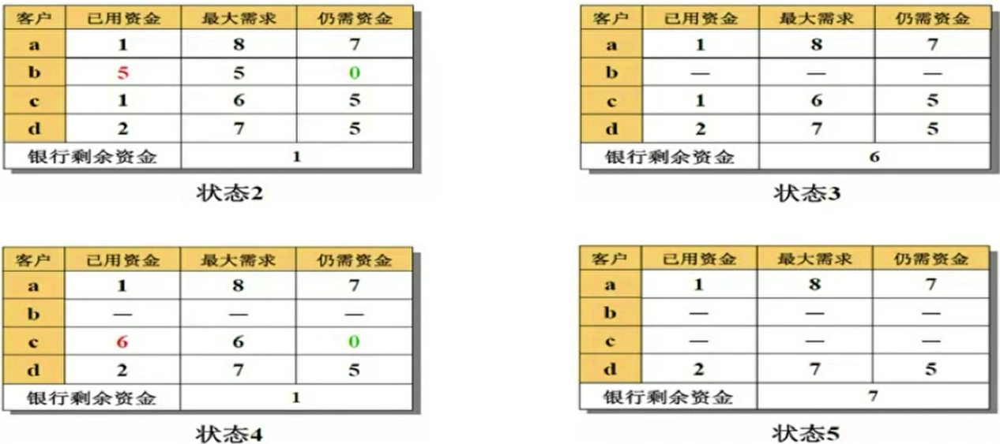 客户 已用资金 最大需求 仍需资金
a 1 8 7
b 5 5 0
c 1 6 5
d 2 7 5
银行剩余资金 1
状态2
客户 已用资金 最大需求 仍需资金
a 1 8 7
b — — —
c 1 6 5
d 2 7 5
银行剩余资金 6
状态3
客户 已用资金 最大需求 仍需资金
a 1 8 7
b — — —
c 6 6 0
d 2 7 5
银行剩余资金 1
状态4
客户 已用资金 最大需求 仍需资金
a 1 8 7
b — — —
c — — —
d 2 7 5
银行剩余资金 7
状态5